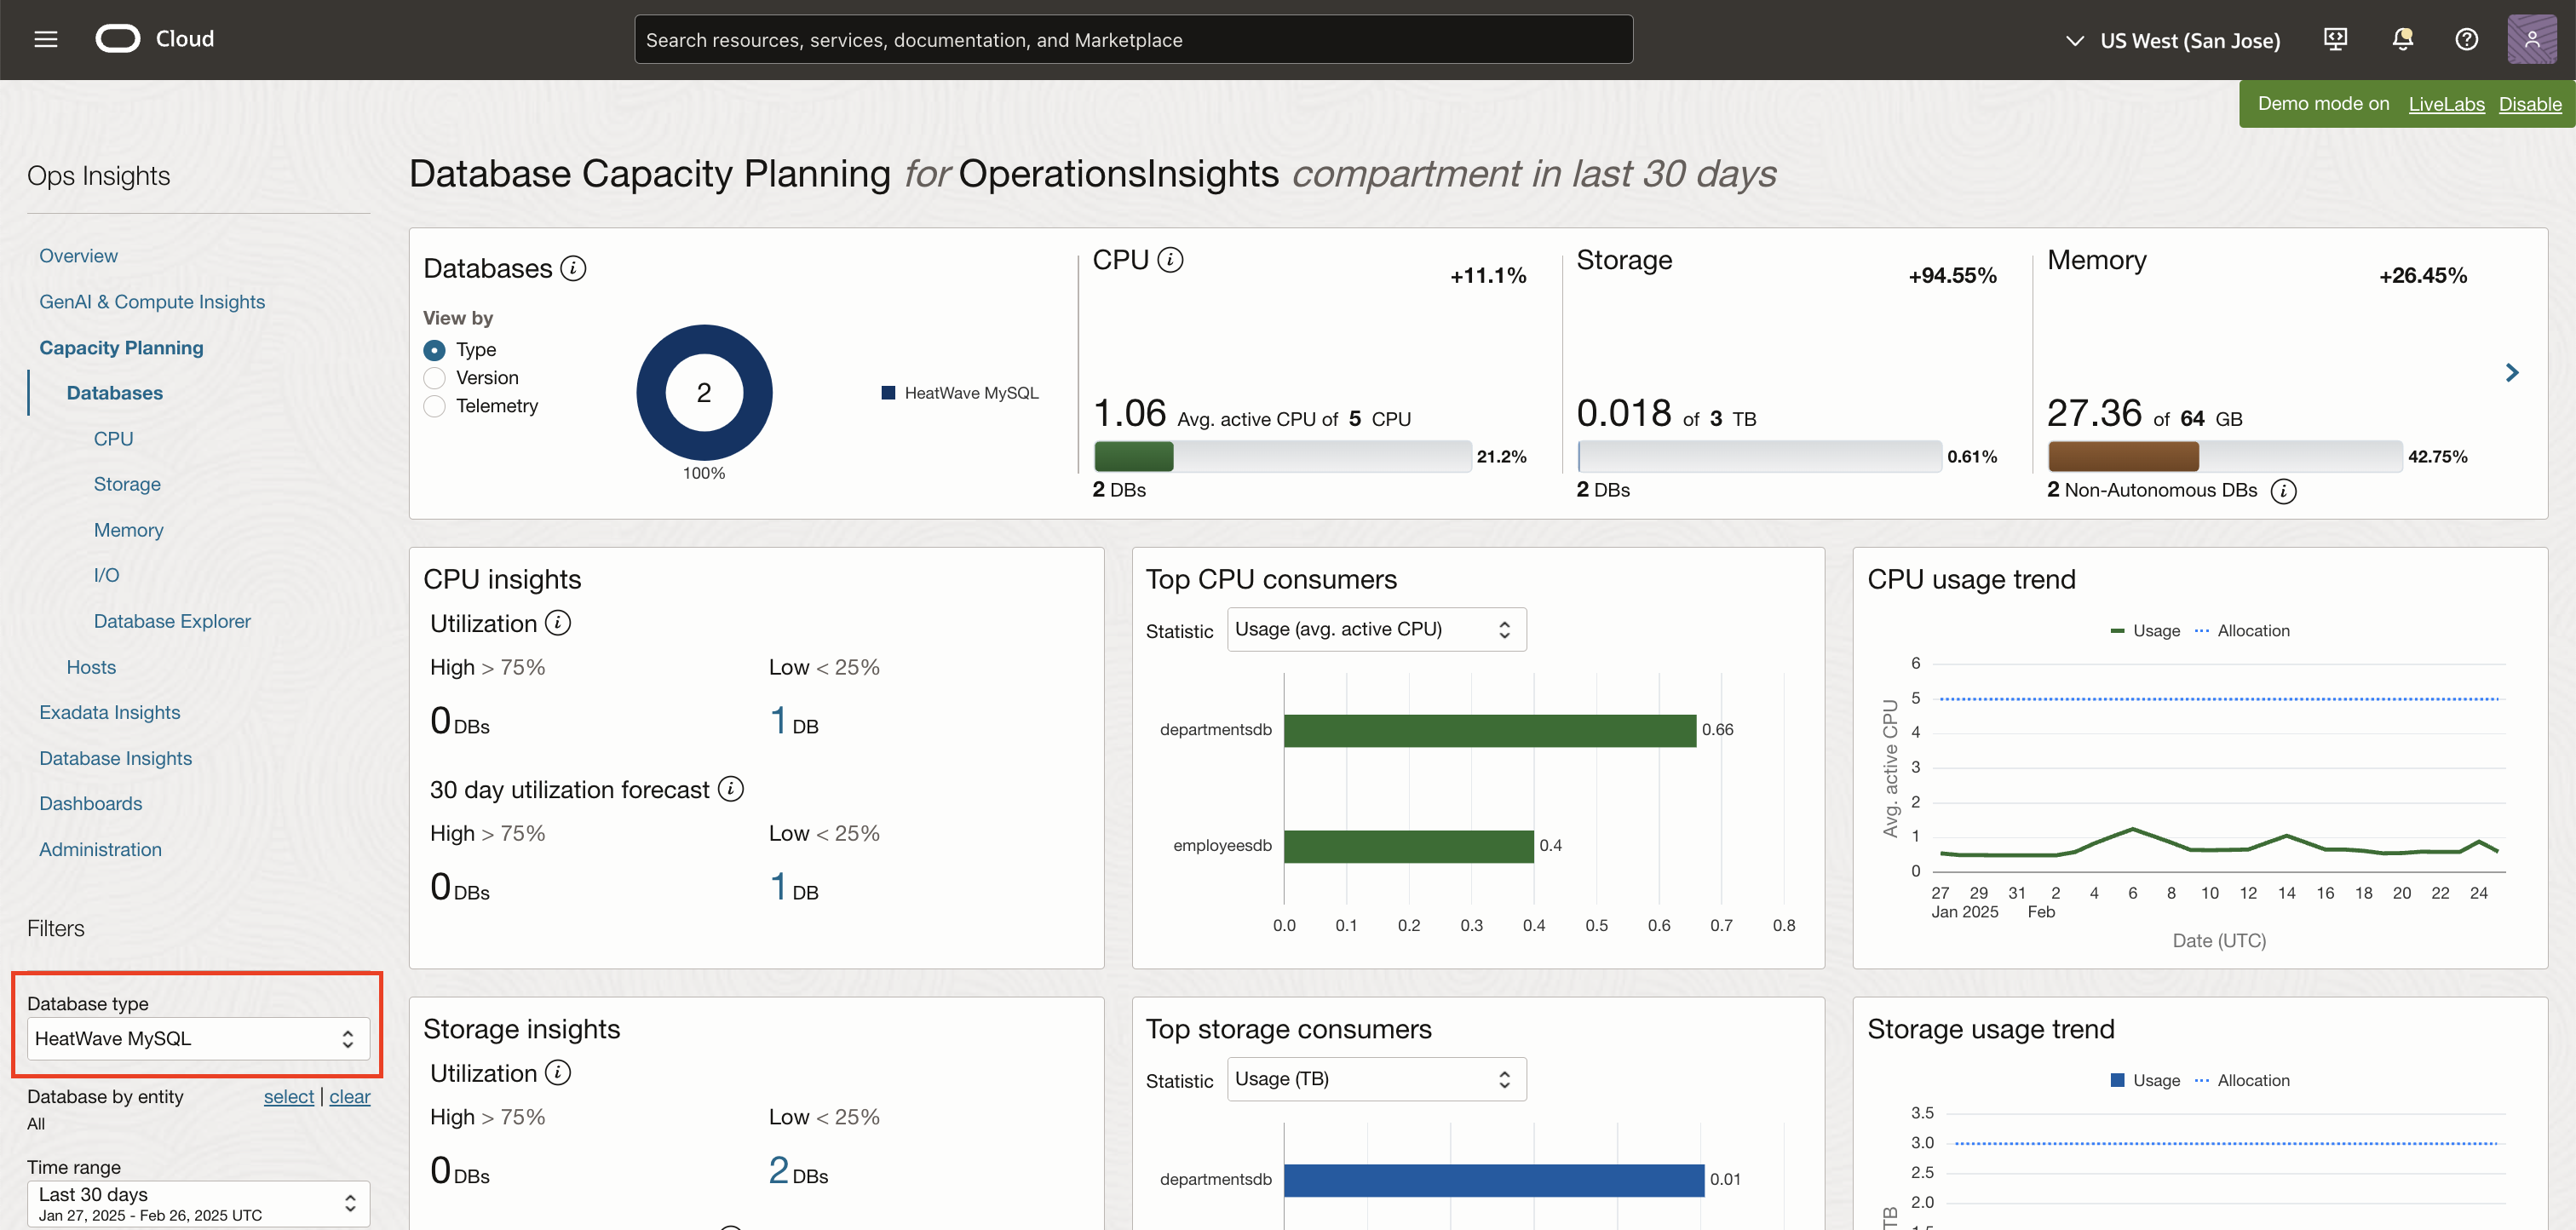 Cloud
Search resources, services, documentation, and Marketplace
US West (San Jose)
Demo mode on LiveLabs Disable
Ops Insights
Overview
GenAI & Compute Insights
Capacity Planning
Databases
CPU
Storage
Memory
I/O
Database Explorer
Hosts
Exadata Insights
Database Insights
Dashboards
Administration
Filters
Database type
HeatWave MySQL
Database by entity select | clear
All
Time range
Last 30 days
Jan 27, 2025 - Feb 26, 2025 UTC
Database Capacity Planning for OperationsInsights compartment in last 30 days
Databases
View by
Type
Version
Telemetry
2
100%
HeatWave MySQL
CPU
+11.1%
1.06 Avg. active CPU of 5 CPU
21.2%
2 DBs
Storage
+94.55%
0.018 of 3 TB
0.61%
2 DBs
Memory
+26.45%
27.36 of 64 GB
42.75%
2 Non-Autonomous DBs
CPU insights
Utilization
High > 75% Low < 25%
0 DBs 1 DB
30 day utilization forecast
High > 75% Low < 25%
0 DBs 1 DB
Top CPU consumers
Statistic Usage (avg. active CPU)
departmentsdb 0.66
employeesdb 0.4
0.0 0.1 0.2 0.3 0.4 0.5 0.6 0.7 0.8
CPU usage trend
Usage Allocation
Avg. active CPU
6
5
4
3
2
1
0
27 29 31 2 4 6 8 10 12 14 16 18 20 22 24
Jan 2025 Feb
Date (UTC)
Storage insights
Utilization
High > 75% Low < 25%
0 DBs 2 DBs
Top storage consumers
Statistic Usage (TB)
departmentsdb 0.01
Storage usage trend
Usage Allocation
3.5
3.0
2.5
2.0
TB